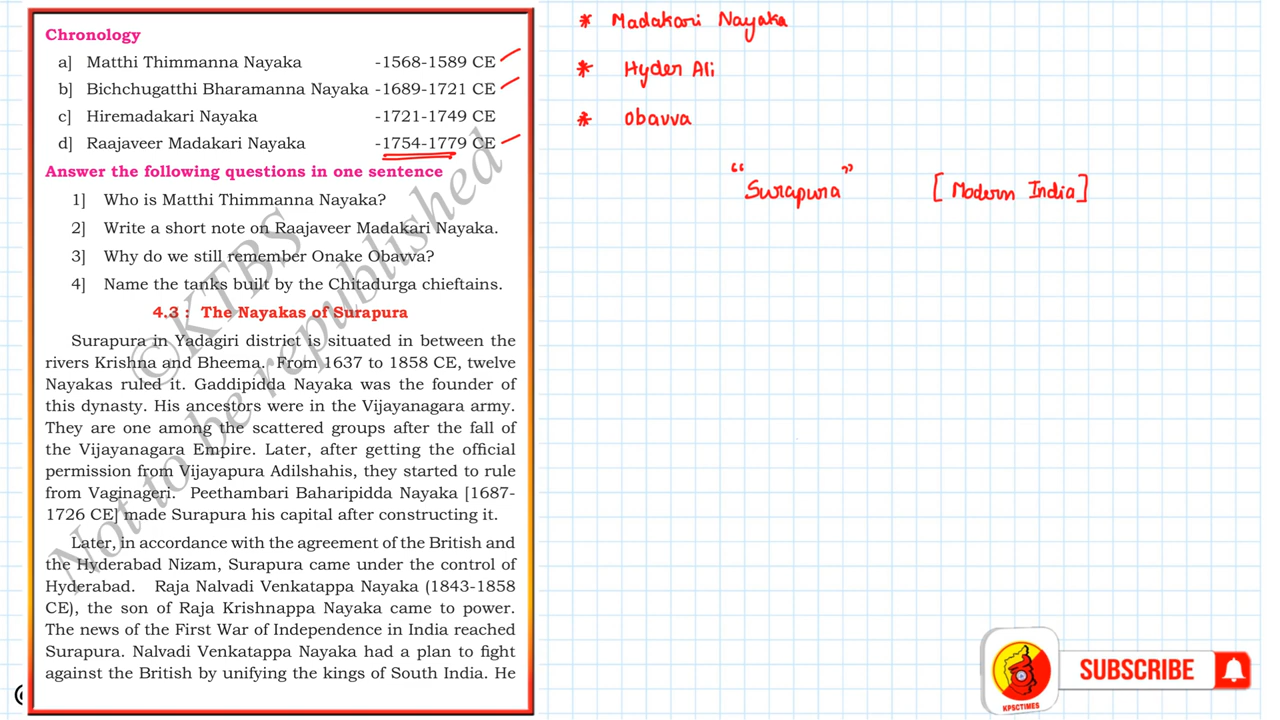 Chronology
a] Matthi Thimmanna Nayaka -1568-1589 CE
b] Bichchugatthi Bharamanna Nayaka -1689-1721 CE
c] Hiremadakari Nayaka -1721-1749 CE
d] Raajaveer Madakari Nayaka -1754-1779 CE
Answer the following questions in one sentence
1] Who is Matthi Thimmanna Nayaka?
2] Write a short note on Raajaveer Madakari Nayaka.
3] Why do we still remember Onake Obavva?
4] Name the tanks built by the Chitadurga chieftains.
4.3 : The Nayakas of Surapura
Surapura in Yadagiri district is situated in between the
rivers Krishna and Bheema. From 1637 to 1858 CE, twelve
Nayakas ruled it. Gaddipidda Nayaka was the founder of
this dynasty. His ancestors were in the Vijayanagara army.
They are one among the scattered groups after the fall of
the Vijayanagara Empire. Later, after getting the official
permission from Vijayapura Adilshahis, they started to rule
from Vaginageri. Peethambari Baharipidda Nayaka [1687-
1726 CE] made Surapura his capital after constructing it.
Later, in accordance with the agreement of the British and
the Hyderabad Nizam, Surapura came under the control of
Hyderabad. Raja Nalvadi Venkatappa Nayaka (1843-1858
CE), the son of Raja Krishnappa Nayaka came to power.
The news of the First War of Independence in India reached
Surapura. Nalvadi Venkatappa Nayaka had a plan to fight
against the British by unifying the kings of South India. He
©KTBS
Not to be republished
* Madakari Nayaka
* Hyder Ali
* Obavva
"Surapura" [Modern India]
KPSCTIMES
SUBSCRIBE